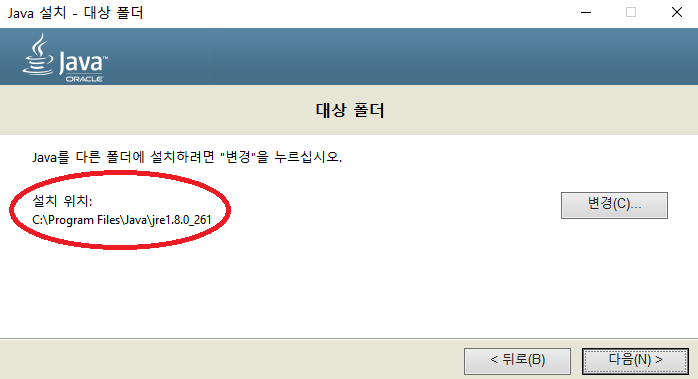 Java 설치 - 대상 폴더
Java™
ORACLE
대상 폴더
Java를 다른 폴더에 설치하려면 "변경"을 누르십시오.
설치 위치:
C:\Program Files\Java\jre1.8.0_261
변경(C)...
< 뒤로(B)
다음(N) >